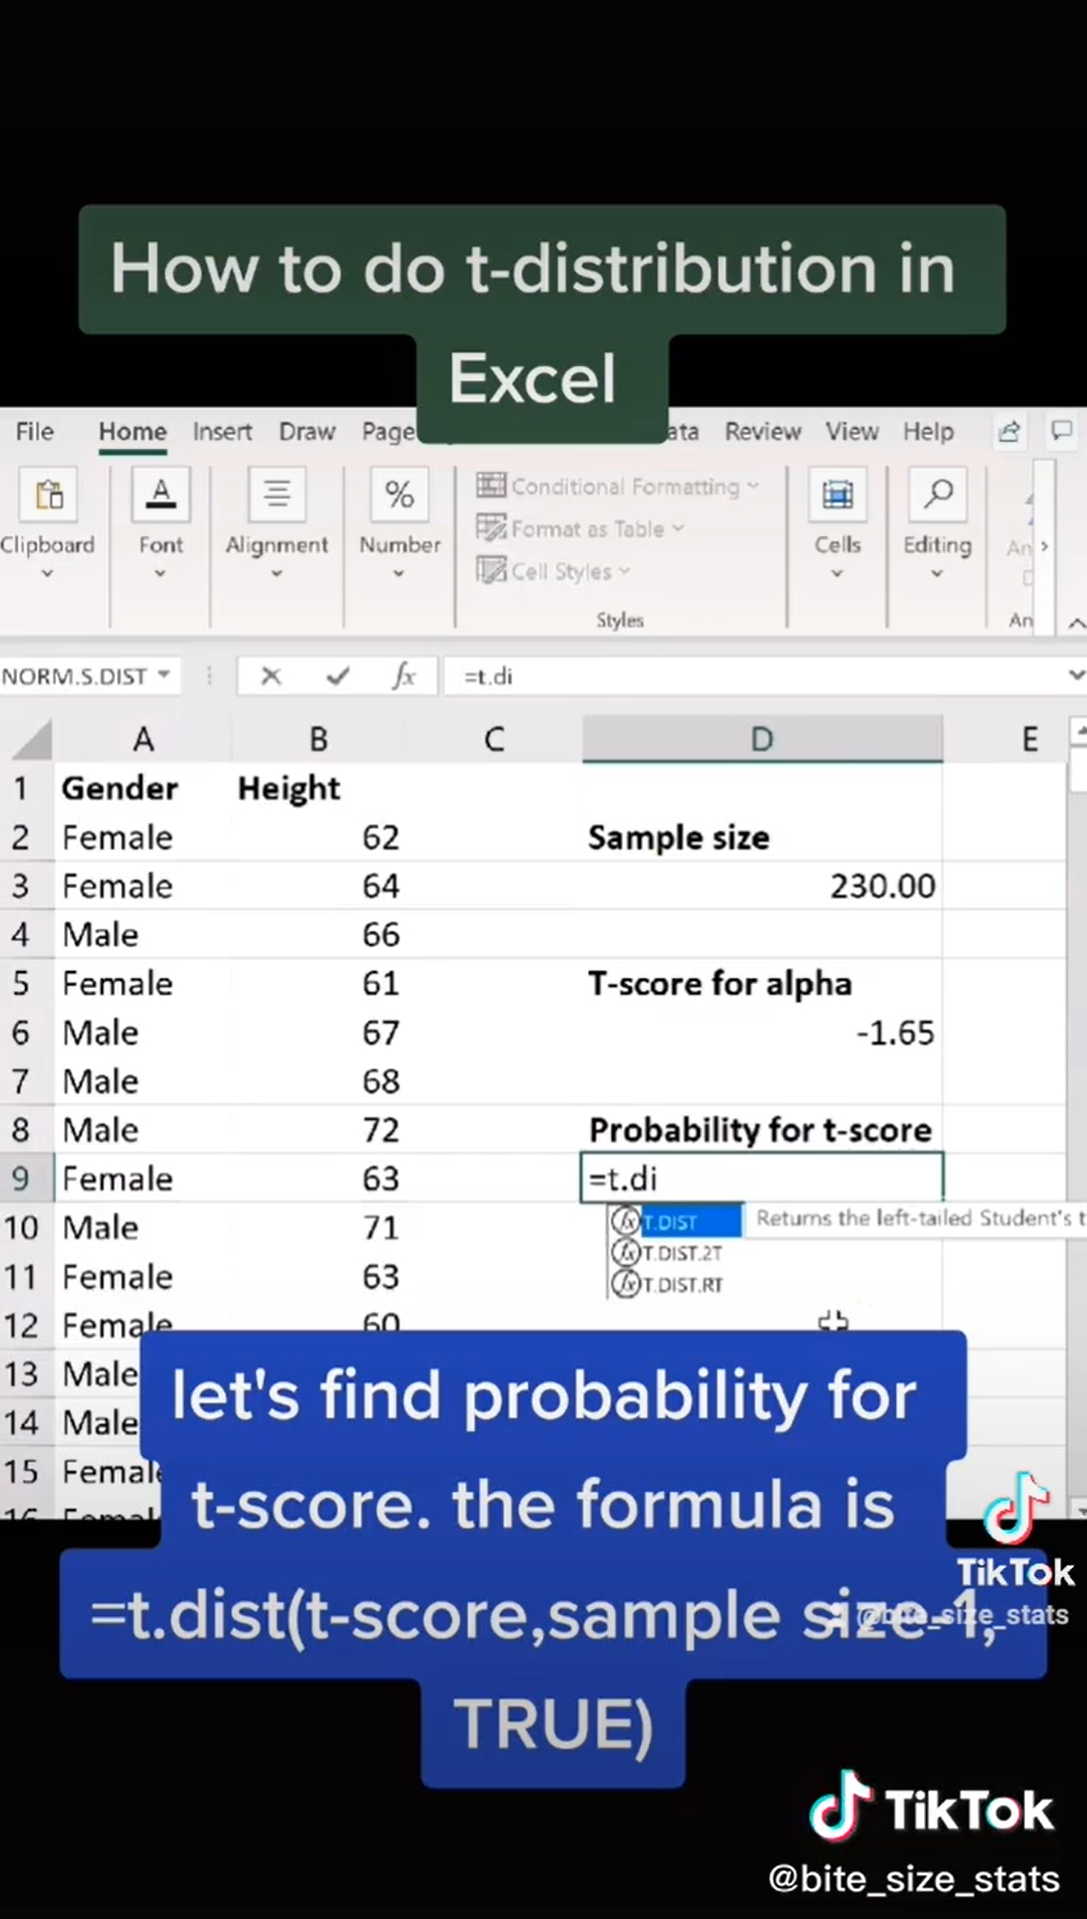 How to do t-distribution in
Excel
File Home Insert Draw Page ata Review View Help
Conditional Formatting
Format as Table
Cell Styles
Clipboard Font Alignment Number Cells Editing An
Styles An
NORM.S.DIST =t.di
A B C D E
1 Gender Height
2 Female 62 Sample size
3 Female 64 230.00
4 Male 66
5 Female 61 T-score for alpha
6 Male 67 -1.65
7 Male 68
8 Male 72 Probability for t-score
9 Female 63 =t.di
T.DIST Returns the left-tailed Student's t
10 Male 71
T.DIST.2T
11 Female 63
T.DIST.RT
12 Female 60
13 Male
14 Male
15 Female
let's find probability for
t-score. the formula is
=t.dist(t-score,sample size-1,
TRUE)
TikTok
@bite_size_stats
TikTok
@bite_size_stats